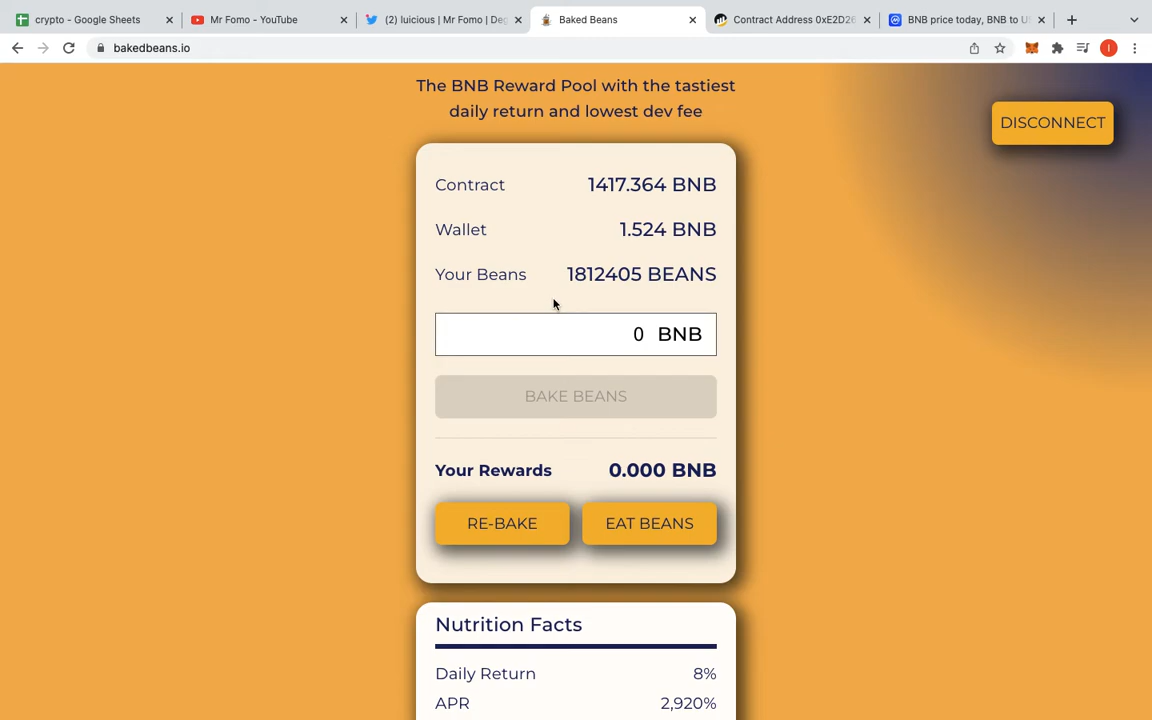 crypto - Google Sheets
Mr Fomo - YouTube
(2) luicious | Mr Fomo | Deg
Baked Beans
Contract Address 0xE2D26
BNB price today, BNB to U
bakedbeans.io
I
The BNB Reward Pool with the tastiest
daily return and lowest dev fee
DISCONNECT
Contract 1417.364 BNB
Wallet 1.524 BNB
Your Beans 1812405 BEANS
0 BNB
BAKE BEANS
Your Rewards 0.000 BNB
RE-BAKE EAT BEANS
Nutrition Facts
Daily Return 8%
APR 2,920%